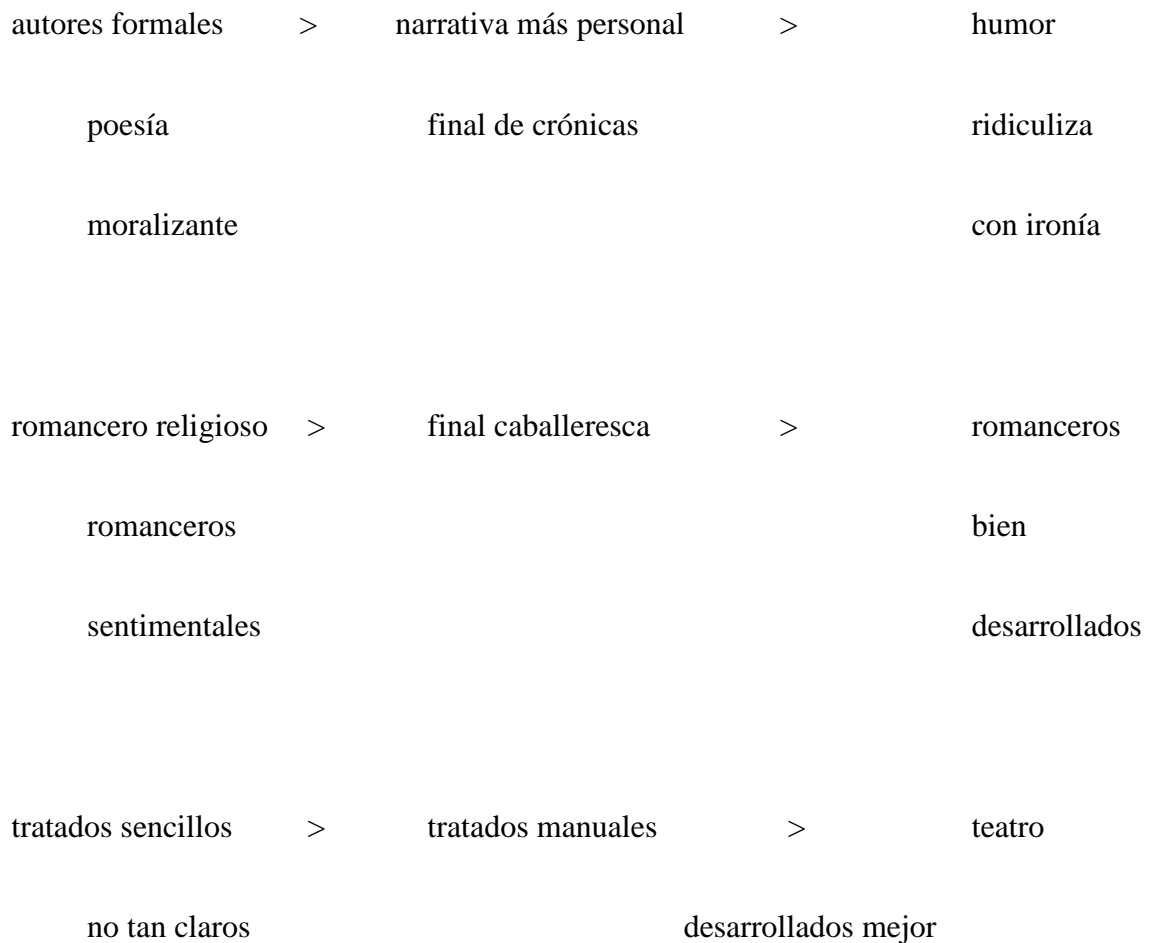 autores formales > narrativa más personal > humor
poesía final de crónicas ridiculiza
moralizante con ironía
romancero religioso > final caballeresca > romanceros
romanceros bien
sentimentales desarrollados
tratados sencillos > tratados manuales > teatro
no tan claros desarrollados mejor